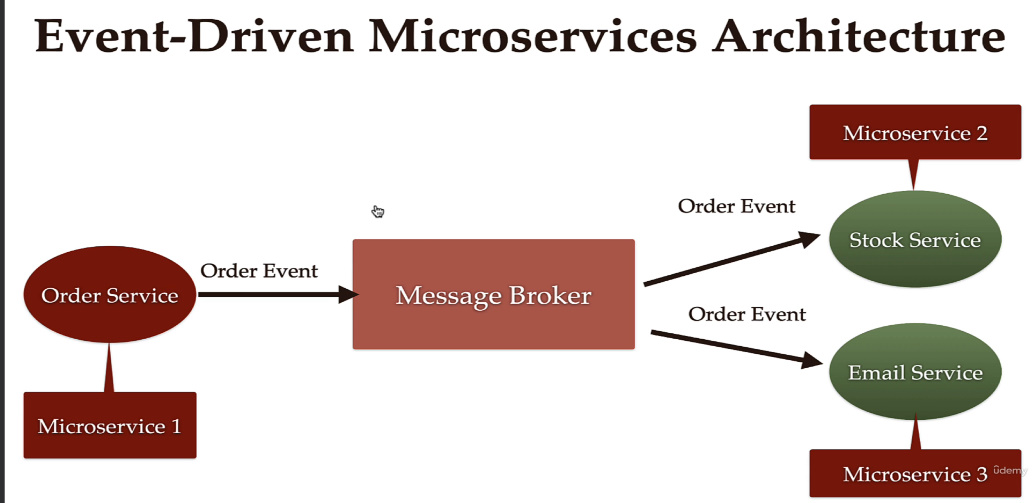 Event-Driven Microservices Architecture
Microservice 2
Order Event
Stock Service
Order Event
Order Service
Message Broker
Order Event
Email Service
Microservice 1
Microservice 3
ûdemy